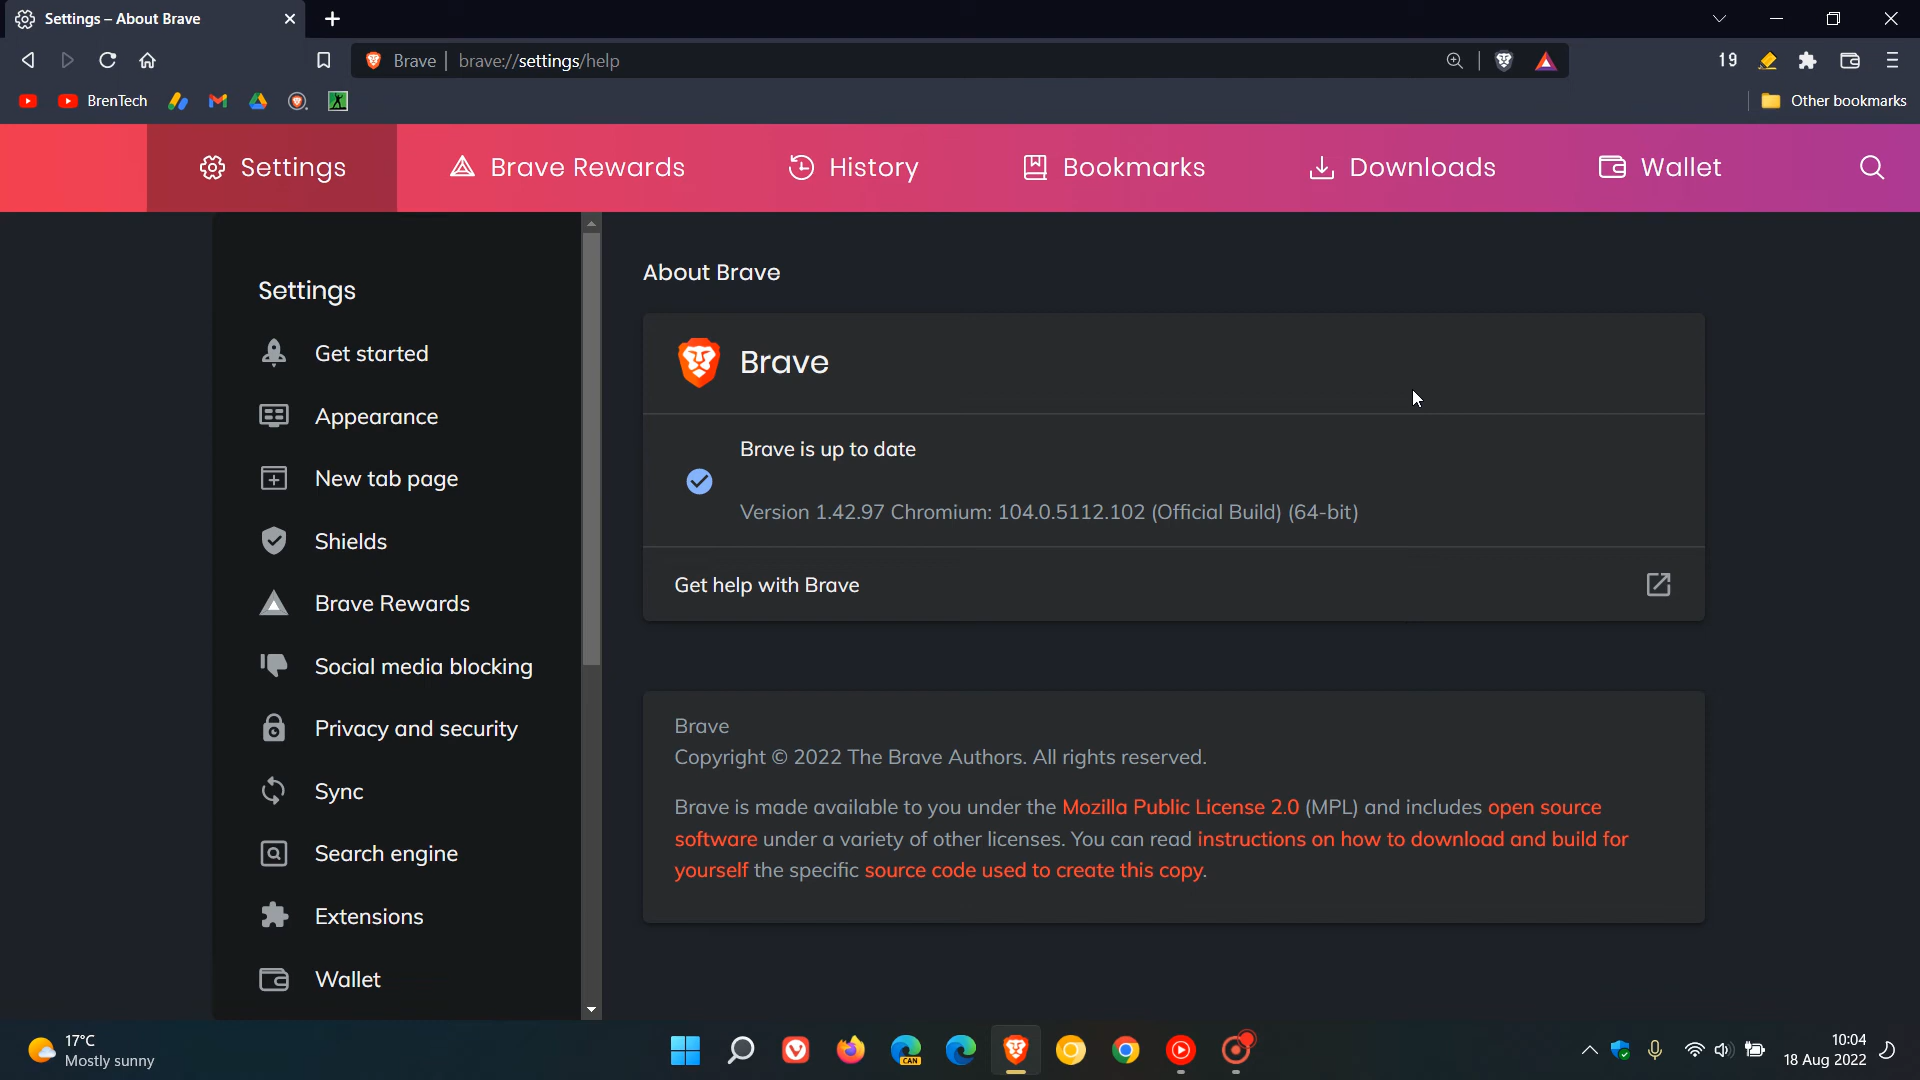 Settings – About Brave
Brave
brave://settings/help
19
BrenTech
Other bookmarks
Settings
Brave Rewards
History
Bookmarks
Downloads
Wallet
Settings
Get started
Appearance
New tab page
Shields
Brave Rewards
Social media blocking
Privacy and security
Sync
Search engine
Extensions
Wallet
About Brave
Brave
Brave is up to date
Version 1.42.97 Chromium: 104.0.5112.102 (Official Build) (64-bit)
Get help with Brave
Brave
Copyright © 2022 The Brave Authors. All rights reserved.
Brave is made available to you under the Mozilla Public License 2.0 (MPL) and includes open source
software under a variety of other licenses. You can read instructions on how to download and build for
yourself the specific source code used to create this copy.
17°C
Mostly sunny
CAN
10:04
18 Aug 2022